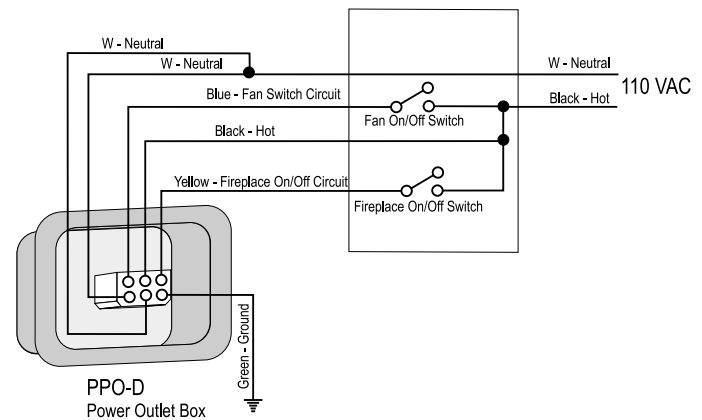 W - Neutral
W - Neutral
W - Neutral
110 VAC
Blue - Fan Switch Circuit
Black - Hot
Fan On/Off Switch
Black - Hot
Yellow - Fireplace On/Off Circuit
Fireplace On/Off Switch
Green - Ground
PPO-D
Power Outlet Box